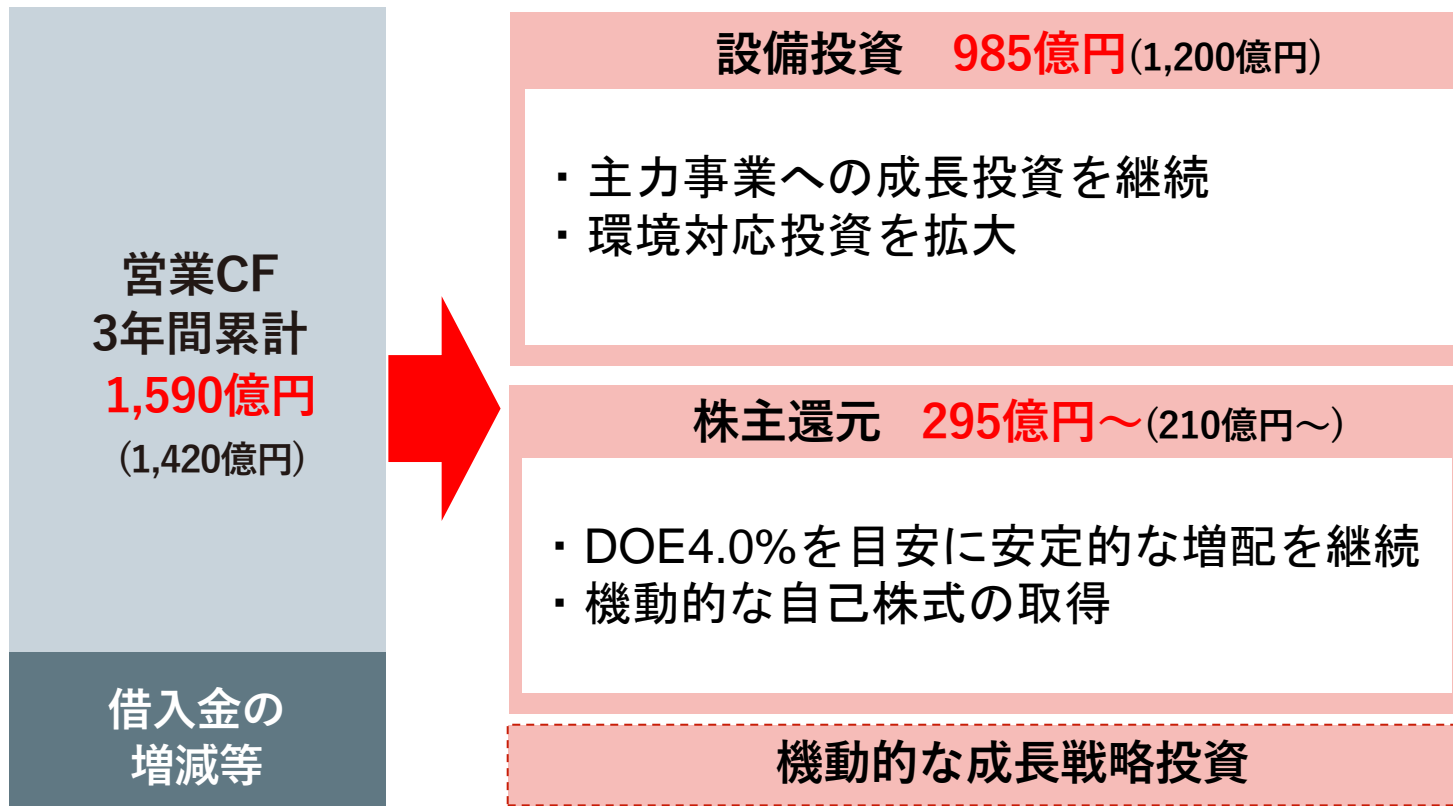 営業CF
3年間累計
1,590億円
(1,420億円)
借入金の
増減等
設備投資　985億円(1,200億円)
・主力事業への成長投資を継続
・環境対応投資を拡大
株主還元　295億円～(210億円～)
・DOE4.0%を目安に安定的な増配を継続
・機動的な自己株式の取得
機動的な成長戦略投資